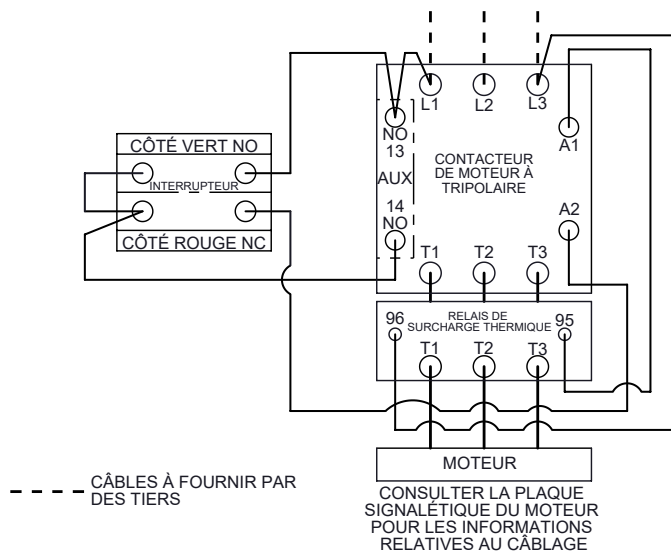 L1
L2
L3
CÔTÉ VERT NO
INTERRUPTEUR
CÔTÉ ROUGE NC
NO
13
AUX
14
NO
CONTACTEUR
DE MOTEUR À
TRIPOLAIRE
A1
A2
T1
T2
T3
96
RELAIS DE
SURCHARGE THERMIQUE
95
T1
T2
T3
MOTEUR
CÂBLES À FOURNIR PAR
DES TIERS
CONSULTER LA PLAQUE
SIGNALÉTIQUE DU MOTEUR
POUR LES INFORMATIONS
RELATIVES AU CÂBLAGE